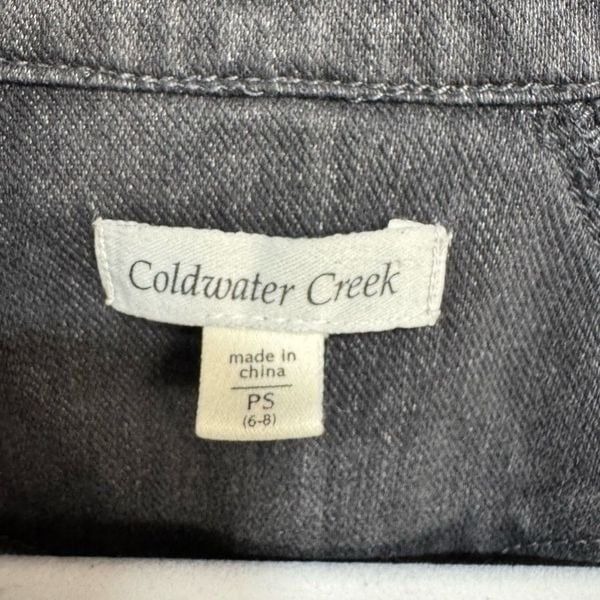 Coldwater Creek
made in
china
PS
(6-8)